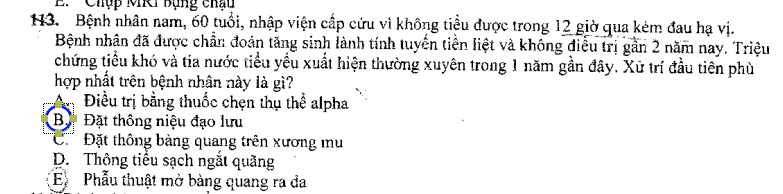 E. Chụp MRI bụng chậu
113. Bệnh nhân nam, 60 tuổi, nhập viện cấp cứu vì không tiểu được trong 12 giờ qua kèm đau hạ vị.
Bệnh nhân đã được chẩn đoán tăng sinh lành tính tuyến tiền liệt và không điều trị gần 2 năm nay. Triệu
chứng tiểu khó và tia nước tiểu yếu xuất hiện thường xuyên trong 1 năm gần đây. Xử trí đầu tiên phù
hợp nhất trên bệnh nhân này là gì?
A. Điều trị bằng thuốc chẹn thụ thể alpha
B. Đặt thông niệu đạo lưu
C. Đặt thông bàng quang trên xương mu
D. Thông tiểu sạch ngắt quãng
E. Phẫu thuật mở bàng quang ra da